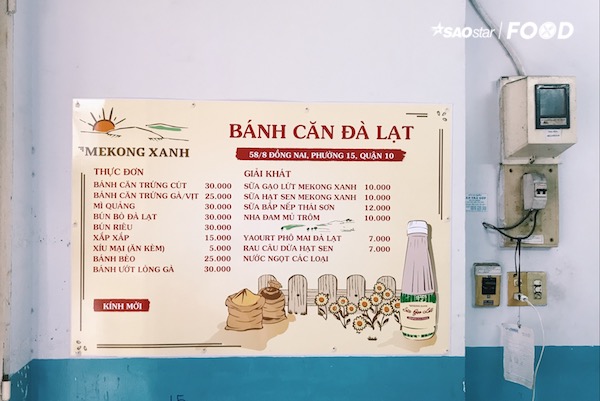 SAOstar | FOOD
MEKONG XANH
BÁNH CĂN ĐÀ LẠT
58/8 ĐỒNG NAI, PHƯỜNG 15, QUẬN 10
THỰC ĐƠN
BÁNH CĂN TRỨNG CÚT 30.000
BÁNH CĂN TRỨNG GÀ/VỊT 25.000
MÌ QUẢNG 30.000
BÚN BÒ ĐÀ LẠT 30.000
BÚN RIÊU 30.000
XẮP XẮP 15.000
XÍU MẠI (ĂN KÈM) 5.000
BÁNH BÈO 25.000
BÁNH ƯỚT LÒNG GÀ 30.000
KÍNH MỜI
GIẢI KHÁT
SỮA GẠO LỨT MEKONG XANH 10.000
SỮA HẠT SEN MEKONG XANH 10.000
SỮA BẮP NẾP THÁI SƠN 12.000
NHA ĐAM MỦ TRÔM 10.000
YAOURT PHÔ MAI ĐÀ LẠT 7.000
RAU CÂU DỪA HẠT SEN 7.000
NƯỚC NGỌT CÁC LOẠI